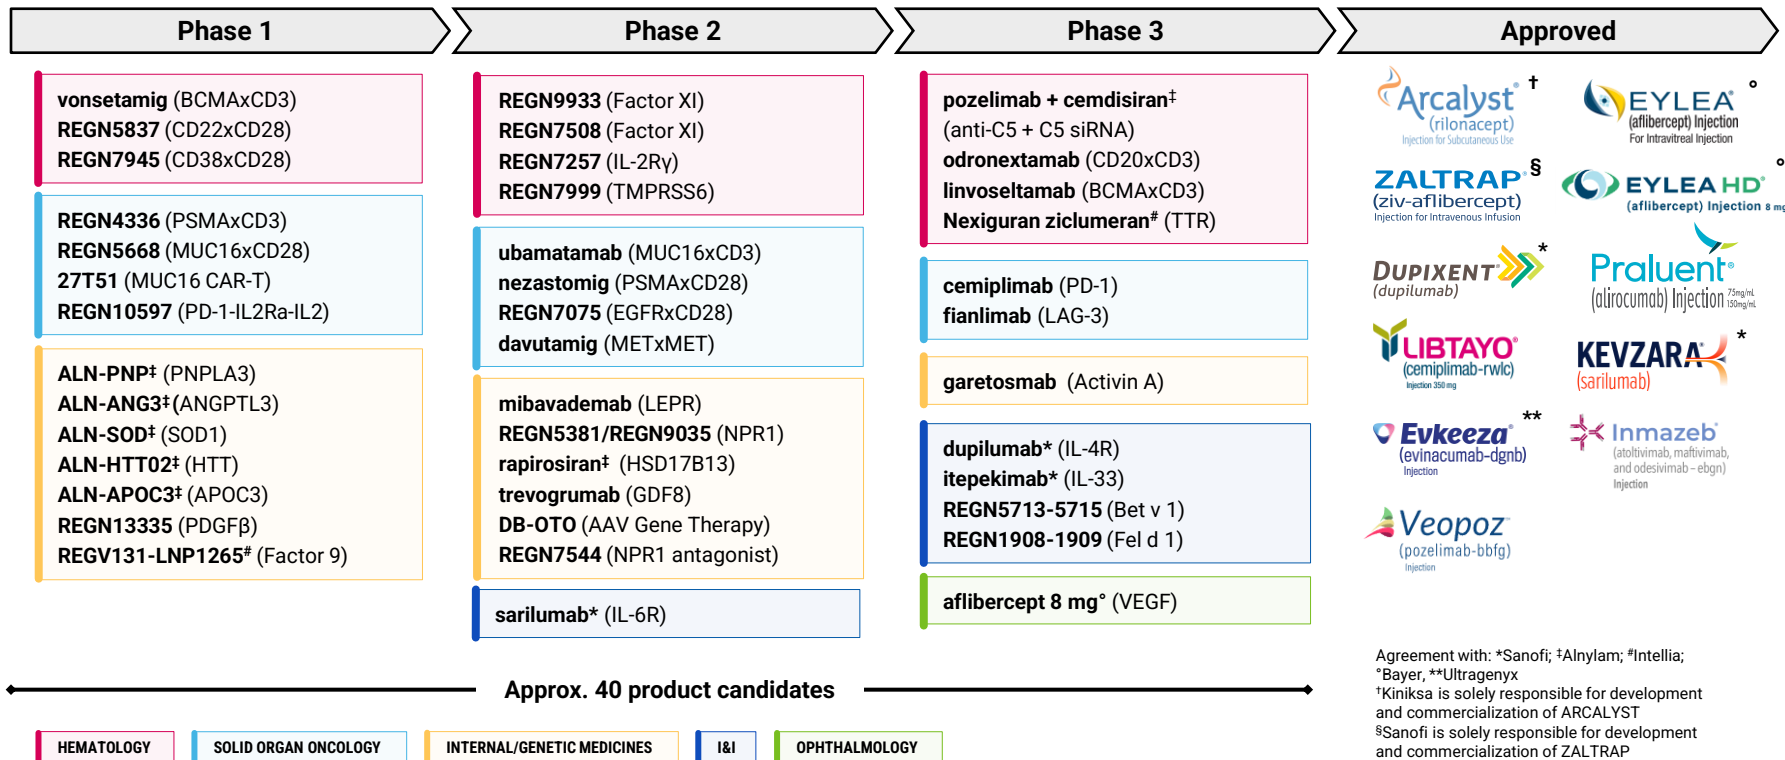 Phase 1
Phase 2
Phase 3
Approved
vonsetamig (BCMAxCD3)
REGN5837 (CD22xCD28)
REGN7945 (CD38xCD28)
REGN4336 (PSMAxCD3)
REGN5668 (MUC16xCD28)
27T51 (MUC16 CAR-T)
REGN10597 (PD-1-IL2Ra-IL2)
ALN-PNP‡ (PNPLA3)
ALN-ANG3‡ (ANGPTL3)
ALN-SOD‡ (SOD1)
ALN-HTT02‡ (HTT)
ALN-APOC3‡ (APOC3)
REGN13335 (PDGFβ)
REGV131-LNP1265# (Factor 9)
REGN9933 (Factor XI)
REGN7508 (Factor XI)
REGN7257 (IL-2Rγ)
REGN7999 (TMPRSS6)
ubamatamab (MUC16xCD3)
nezastomig (PSMAxCD28)
REGN7075 (EGFRxCD28)
davutamig (METxMET)
mibavademab (LEPR)
REGN5381/REGN9035 (NPR1)
rapirosiran‡ (HSD17B13)
trevogrumab (GDF8)
DB-OTO (AAV Gene Therapy)
REGN7544 (NPR1 antagonist)
sarilumab* (IL-6R)
pozelimab + cemdisiran‡
(anti-C5 + C5 siRNA)
odronextamab (CD20xCD3)
linvoseltamab (BCMAxCD3)
Nexiguran ziclumeran# (TTR)
cemiplimab (PD-1)
fianlimab (LAG-3)
garetosmab (Activin A)
dupilumab* (IL-4R)
itepekimab* (IL-33)
REGN5713-5715 (Bet v 1)
REGN1908-1909 (Fel d 1)
aflibercept 8 mg° (VEGF)
Arcalyst® †
(rilonacept)
Injection for Subcutaneous Use
EYLEA® °
(aflibercept) Injection
For Intravitreal Injection
ZALTRAP® §
(ziv-aflibercept)
Injection for Intravenous Infusion
EYLEA HD® °
(aflibercept) Injection 8 mg
DUPIXENT® *
(dupilumab)
Praluent®
(alirocumab) Injection 75mg/mL
150mg/mL
LIBTAYO®
(cemiplimab-rwlc)
Injection 350 mg
KEVZARA® *
(sarilumab)
Evkeeza® **
(evinacumab-dgnb)
Injection
Inmazeb®
(atoltivimab, maftivimab,
and odesivimab – ebgn)
Injection
Veopoz™
(pozelimab-bbfg)
Injection
Approx. 40 product candidates
Agreement with: *Sanofi; ‡Alnylam; #Intellia;
°Bayer, **Ultragenyx
†Kiniksa is solely responsible for development
and commercialization of ARCALYST
§Sanofi is solely responsible for development
and commercialization of ZALTRAP
HEMATOLOGY
SOLID ORGAN ONCOLOGY
INTERNAL/GENETIC MEDICINES
I&I
OPHTHALMOLOGY